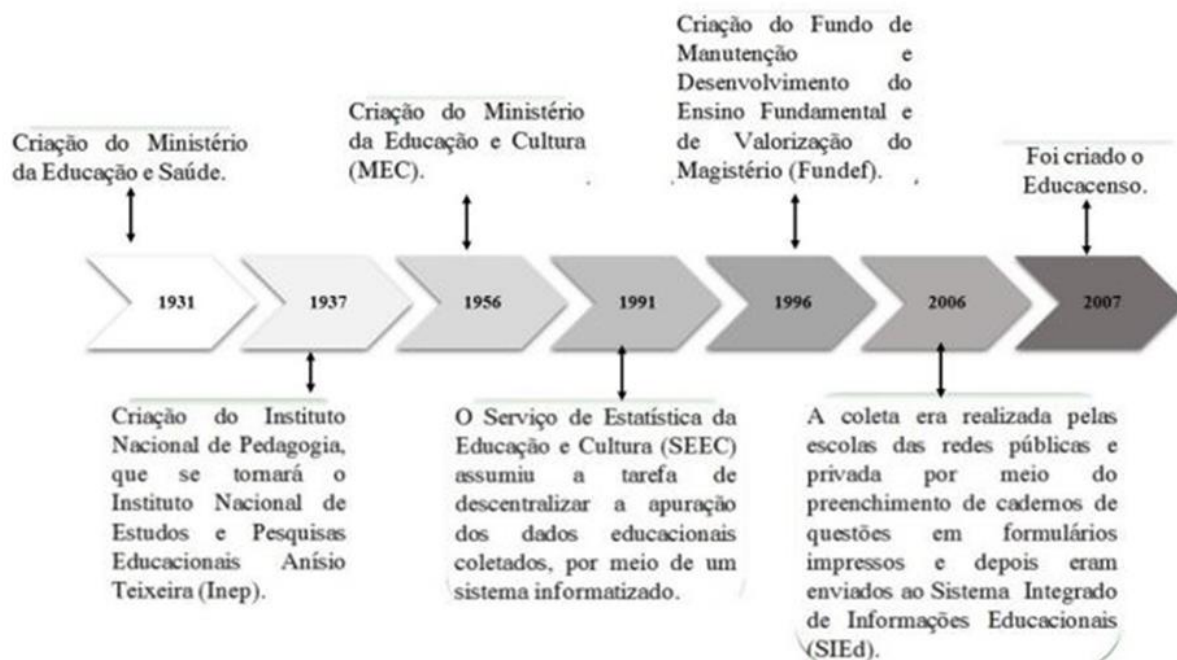 Criação do Ministério
da Educação e Saúde.
Criação do Ministério
da Educação e Cultura
(MEC).
Criação do Fundo de
Manutenção e
Desenvolvimento do
Ensino Fundamental e
de Valorização do
Magistério (Fundef).
Foi criado o
Educacenso.
1931
1937
1956
1991
1996
2006
2007
Criação do Instituto
Nacional de Pedagogia,
que se tornará o
Instituto Nacional de
Estudos e Pesquisas
Educacionais Anísio
Teixeira (Inep).
O Serviço de Estatística da
Educação e Cultura (SEEC)
assumiu a tarefa de
descentralizar a apuração
dos dados educacionais
coletados, por meio de um
sistema informatizado.
A coleta era realizada pelas
escolas das redes públicas e
privada por meio do
preenchimento de cadernos de
questões em formulários
impressos e depois eram
enviados ao Sistema Integrado
de Informações Educacionais
(SIEd).